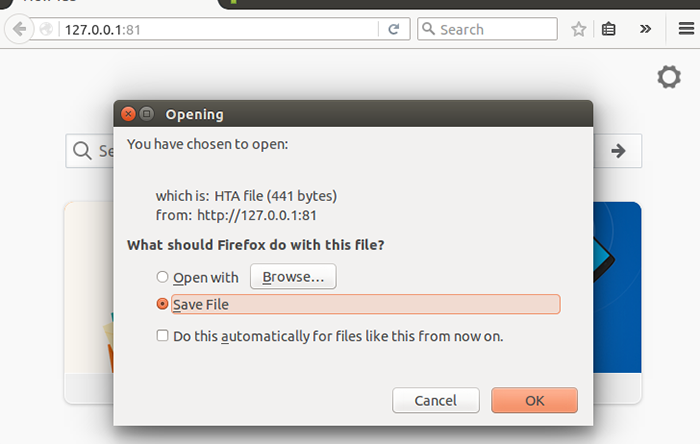 127.0.0.1:81
Search
Opening
You have chosen to open:
Se
which is: HTA file (441 bytes)
from: http://127.0.0.1:81
What should Firefox do with this file?
Open with
Browse...
Save File
Do this automatically for files like this from now on.
Cancel
OK